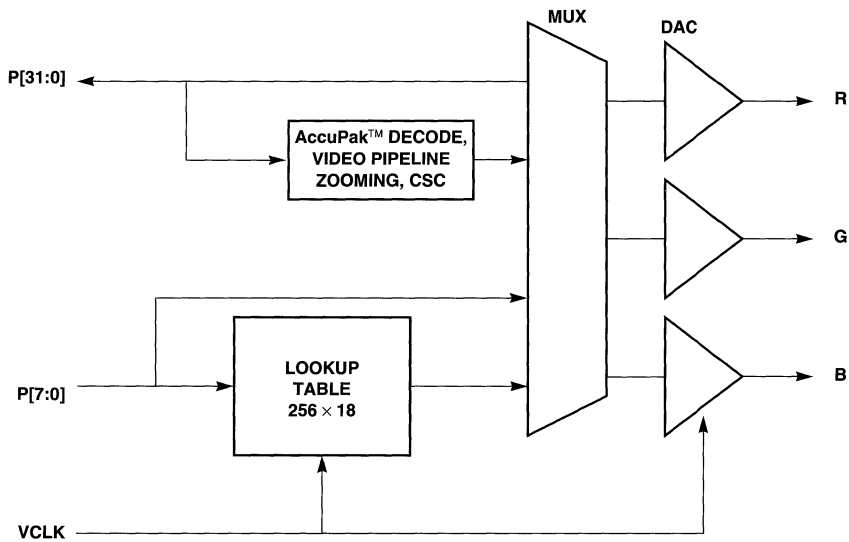 MUX
DAC
P[31:0]
R
AccuPak™ DECODE,
VIDEO PIPELINE
ZOOMING, CSC
G
LOOKUP
TABLE
256 × 18
P[7:0]
B
VCLK